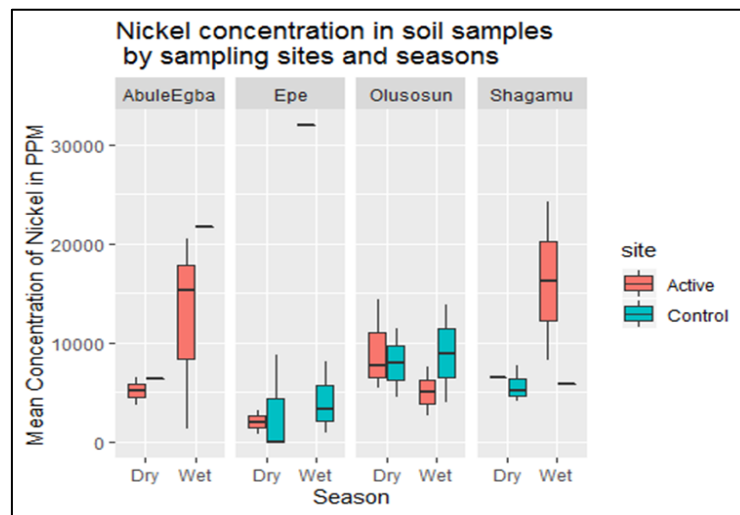 Nickel concentration in soil samples
by sampling sites and seasons
AbuleEgba Epe Olusosun Shagamu
Mean Concentration of Nickel in PPM
30000
20000
10000
0
Dry Wet Dry Wet Dry Wet Dry Wet
Season
site
Active
Control